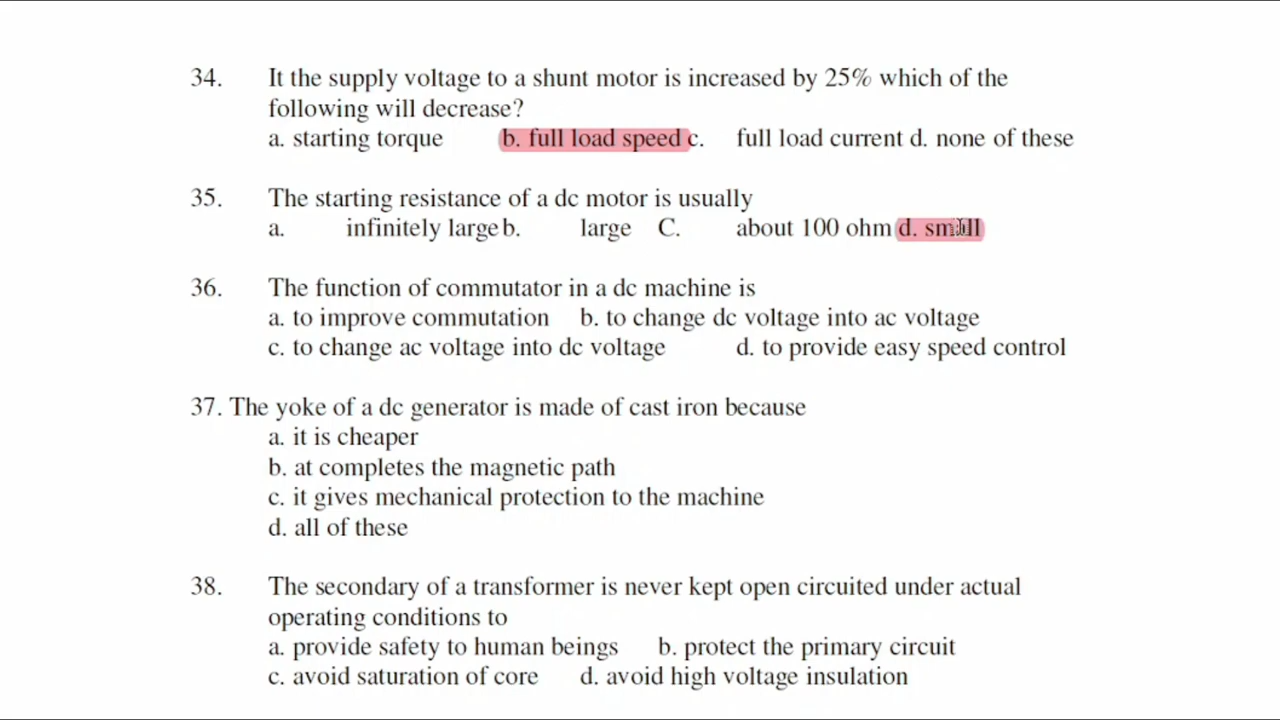 34. It the supply voltage to a shunt motor is increased by 25% which of the
following will decrease?
a. starting torque b. full load speed c. full load current d. none of these
35. The starting resistance of a dc motor is usually
a. infinitely large b. large C. about 100 ohm d. small
36. The function of commutator in a dc machine is
a. to improve commutation b. to change dc voltage into ac voltage
c. to change ac voltage into dc voltage d. to provide easy speed control
37. The yoke of a dc generator is made of cast iron because
a. it is cheaper
b. at completes the magnetic path
c. it gives mechanical protection to the machine
d. all of these
38. The secondary of a transformer is never kept open circuited under actual
operating conditions to
a. provide safety to human beings b. protect the primary circuit
c. avoid saturation of core d. avoid high voltage insulation